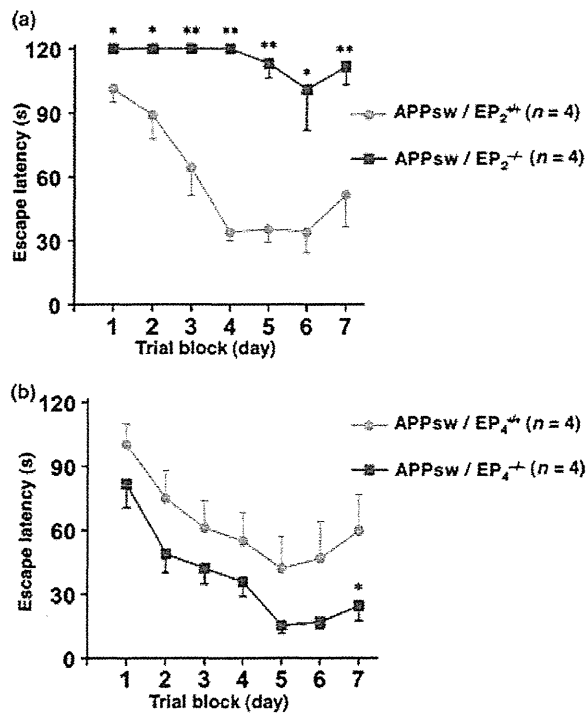 (a)
* * ** ** ** * **
120
90
60
30
0
Escape latency (s)
1 2 3 4 5 6 7
Trial block (day)
APPsw / EP₂⁺/⁺ (n = 4)
APPsw / EP₂⁻/⁻ (n = 4)
(b)
120
90
60
30
0
Escape latency (s)
*
1 2 3 4 5 6 7
Trial block (day)
APPsw / EP₄⁺/⁺ (n = 4)
APPsw / EP₄⁻/⁻ (n = 4)